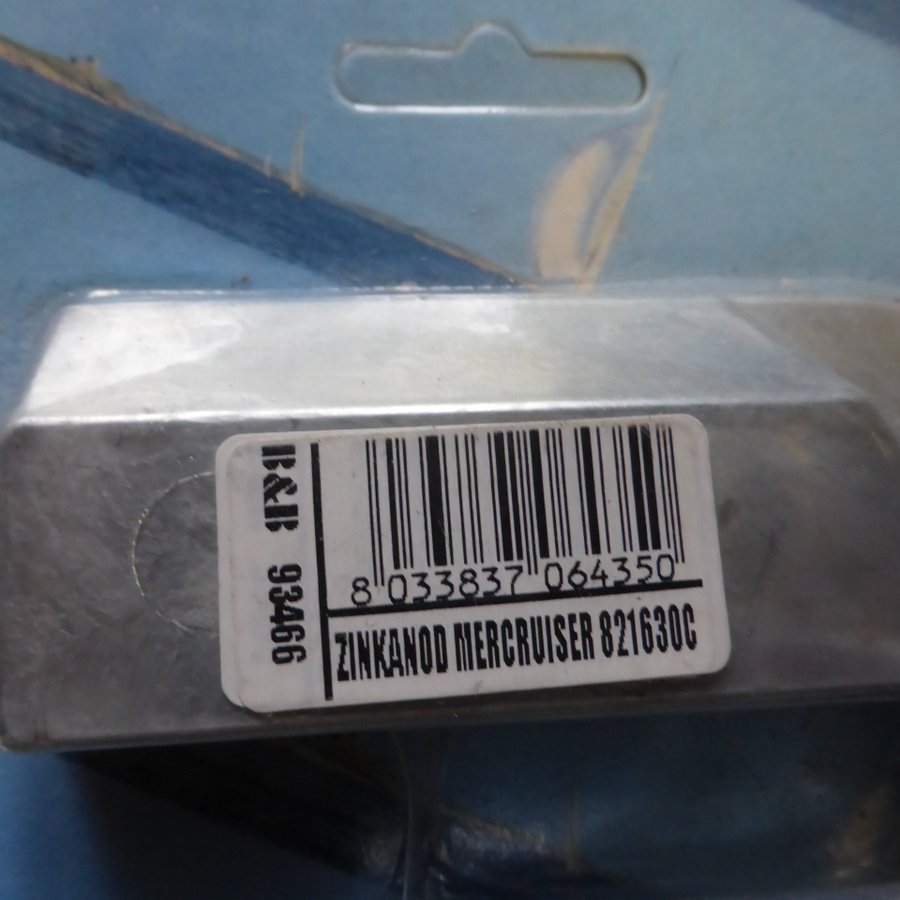 B&B 93466
8 033837 064350
ZINKANOD MERCRUISER 821630C